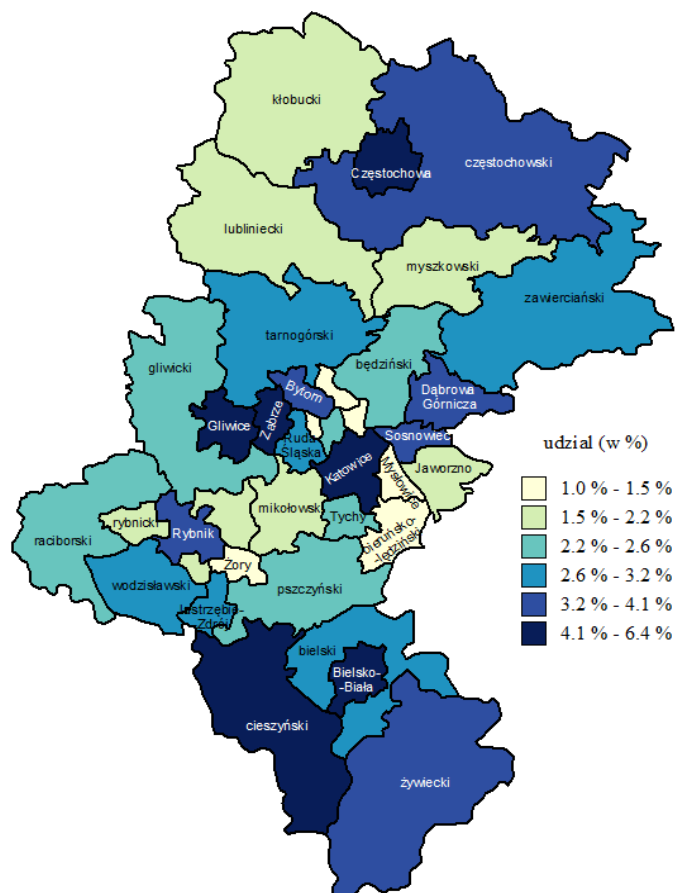 kłobucki
częstochowski
Częstochowa
lubliniecki
myszkowski
zawierciański
tarnogórski
będziński
gliwicki
Bytom
Dąbrowa
Górnicza
Gliwice
Zabrze
Ruda
Śląska
Sosnowiec
Katowice
Mysłowice
Jaworzno
udzial (w %)
1.0 % - 1.5 %
1.5 % - 2.2 %
2.2 % - 2.6 %
2.6 % - 3.2 %
3.2 % - 4.1 %
4.1 % - 6.4 %
mikołowsk
rybnicki
Rybnik
Tychy
bieruńsko-
-lędziński
raciborski
Żory
wodzisławski
pszczyński
Jastrzębie-
-Zdrój
bielski
Bielsko-
-Biała
cieszyński
żywiecki